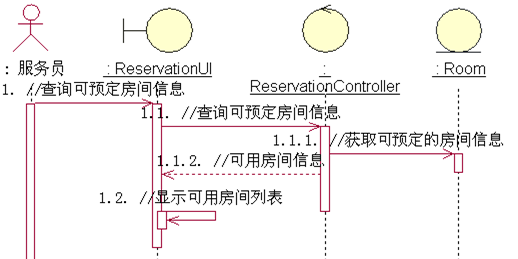 : 服务员
: ReservationUI
:
ReservationController
: Room
1. //查询可预定房间信息
1.1. //查询可预定房间信息
1.1.1. //获取可预定的房间信息
1.1.2. //可用房间信息
1.2. //显示可用房间列表